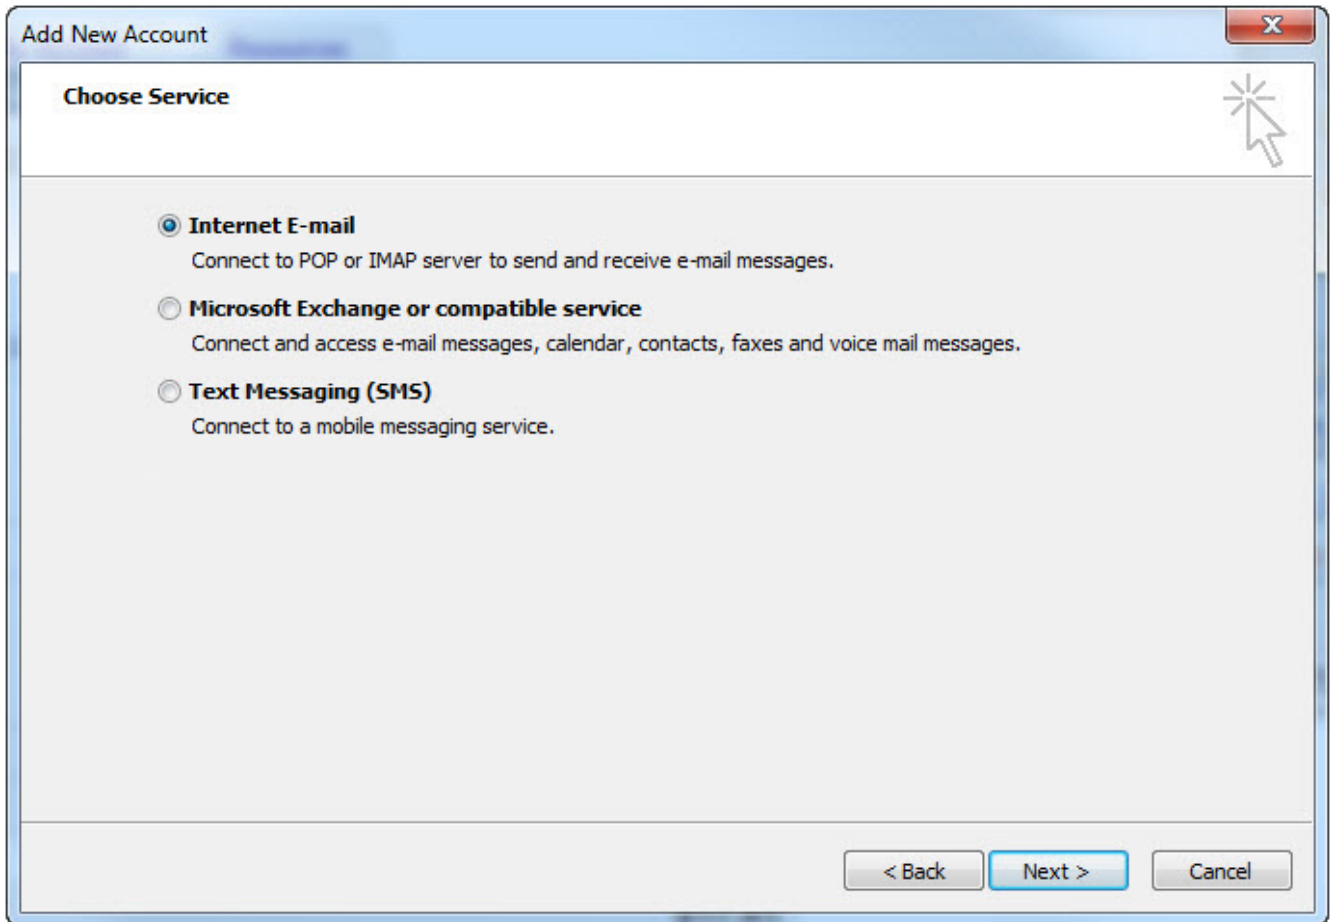 Add New Account
Choose Service
Internet E-mail
Connect to POP or IMAP server to send and receive e-mail messages.
Microsoft Exchange or compatible service
Connect and access e-mail messages, calendar, contacts, faxes and voice mail messages.
Text Messaging (SMS)
Connect to a mobile messaging service.
< Back Next > Cancel